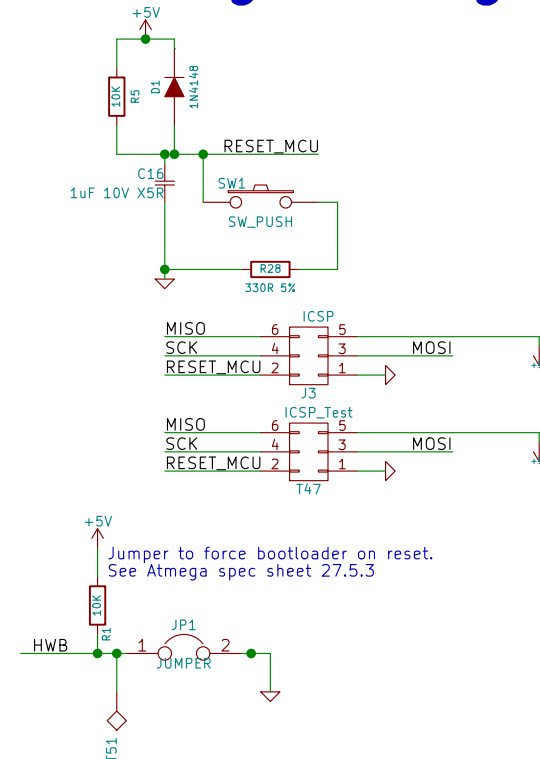 +5V
10K
R5
D1
1N4148
RESET_MCU
C16
1uF 10V X5R
SW1
SW_PUSH
R28
330R 5%
ICSP
MISO 6 5
SCK 4 3 MOSI
RESET_MCU 2 1
J3
ICSP_Test
MISO 6 5
SCK 4 3 MOSI
RESET_MCU 2 1
T47
+5V
Jumper to force bootloader on reset.
See Atmega spec sheet 27.5.3
10K
R1
JP1
HWB 1 2
JUMPER